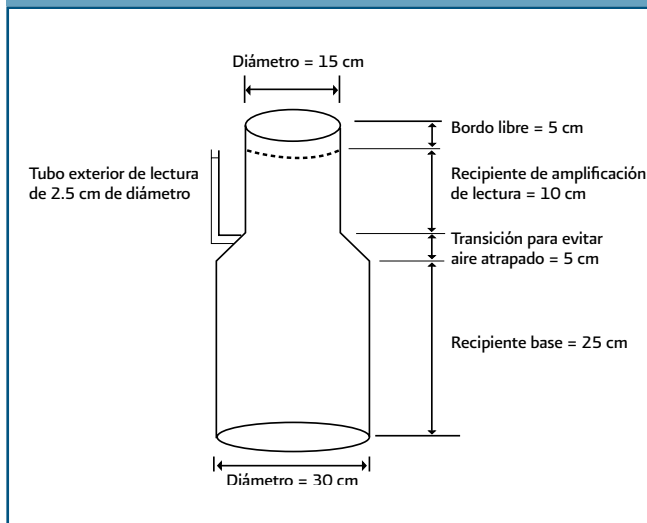 Diámetro = 15 cm
Bordo libre = 5 cm
Tubo exterior de lectura
de 2.5 cm de diámetro
Recipiente de amplificación
de lectura = 10 cm
Transición para evitar
aire atrapado = 5 cm
Recipiente base = 25 cm
Diámetro = 30 cm